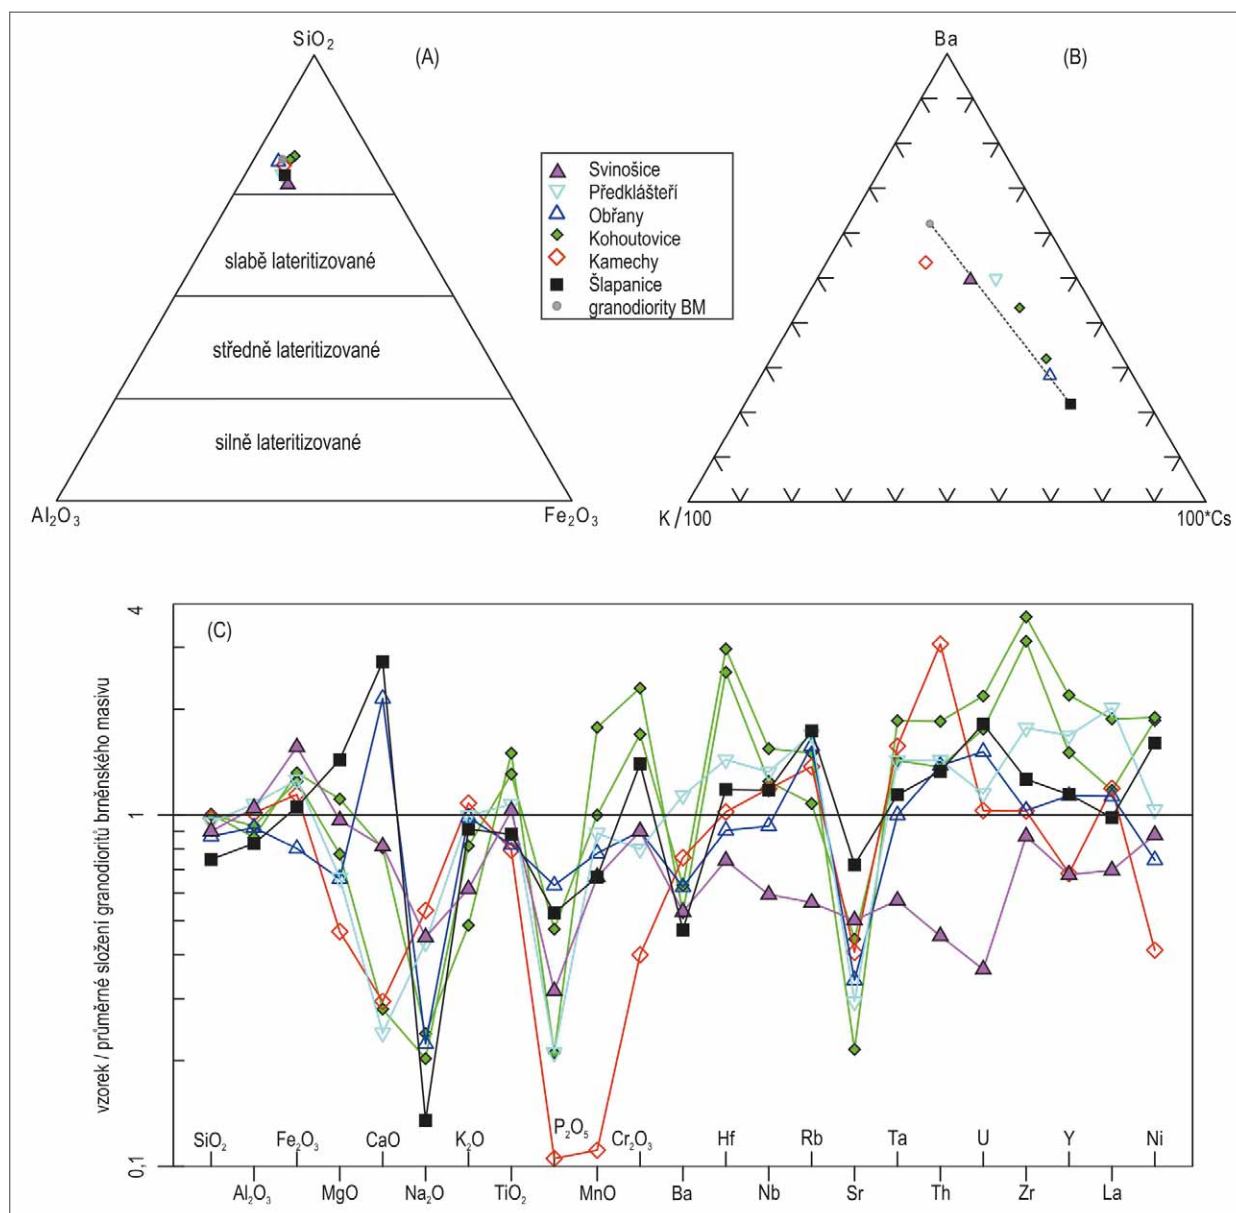 SiO₂
(A)
slabě lateritizované
středně lateritizované
silně lateritizované
Al₂O₃
Fe₂O₃
Svinošice
Předklášteří
Obřany
Kohoutovice
Kamechy
Šlapanice
granodiority BM
Ba
(B)
K/100
100*Cs
(C)
vzorek / průměrné složení granodioritů brněnského masivu
4
1
0,1
SiO₂
Fe₂O₃
CaO
K₂O
P₂O₅
Cr₂O₃
Hf
Rb
Ta
U
Y
Ni
Al₂O₃
MgO
Na₂O
TiO₂
MnO
Ba
Nb
Sr
Th
Zr
La